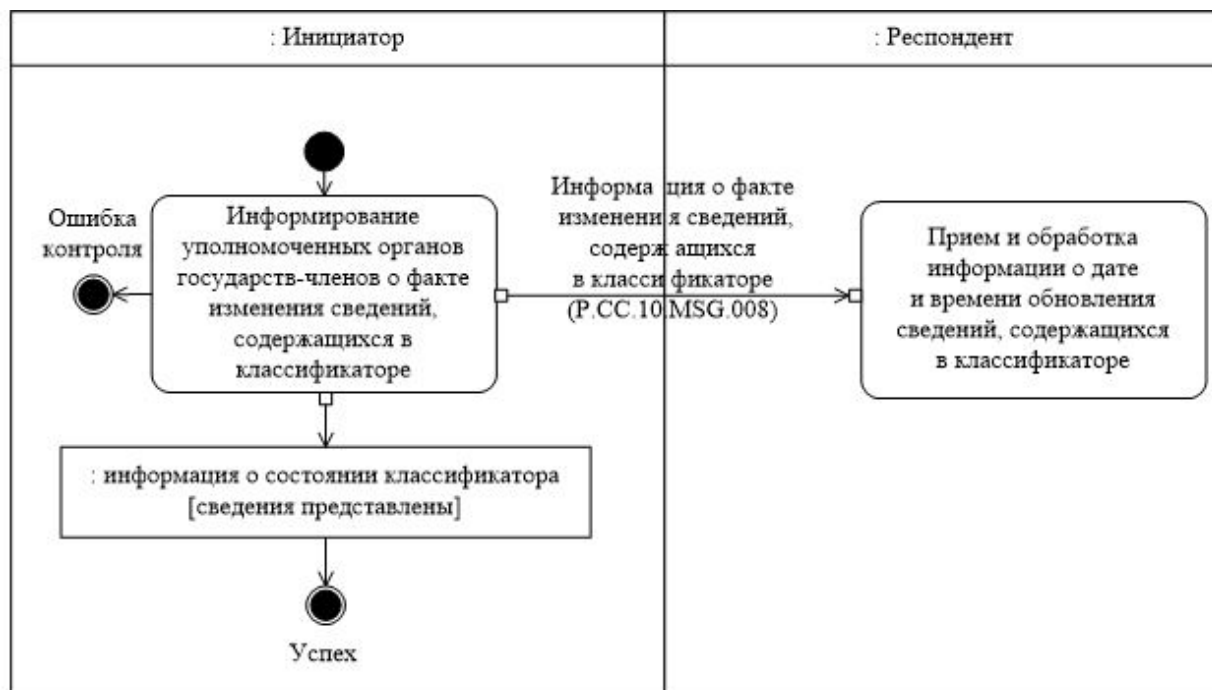 : Инициатор
: Респондент
Ошибка
контроля
Информирование
уполномоченных органов
государств-членов о факте
изменения сведений,
содержащихся в
классификаторе
Информация о факте
изменения сведений,
содержащихся
в классификаторе
(P.CC.10.MSG.008)
Прием и обработка
информации о дате
и времени обновления
сведений, содержащихся
в классификаторе
: информация о состоянии классификатора
[сведения представлены]
Успех